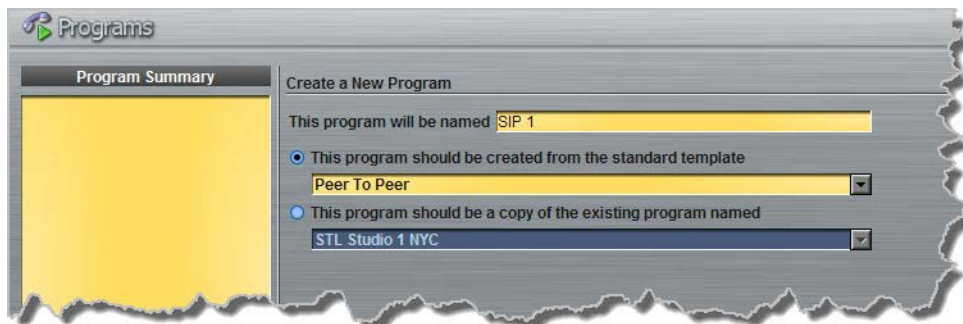 Programs
Program Summary
Create a New Program
This program will be named SIP 1
This program should be created from the standard template
Peer To Peer
This program should be a copy of the existing program named
STL Studio 1 NYC